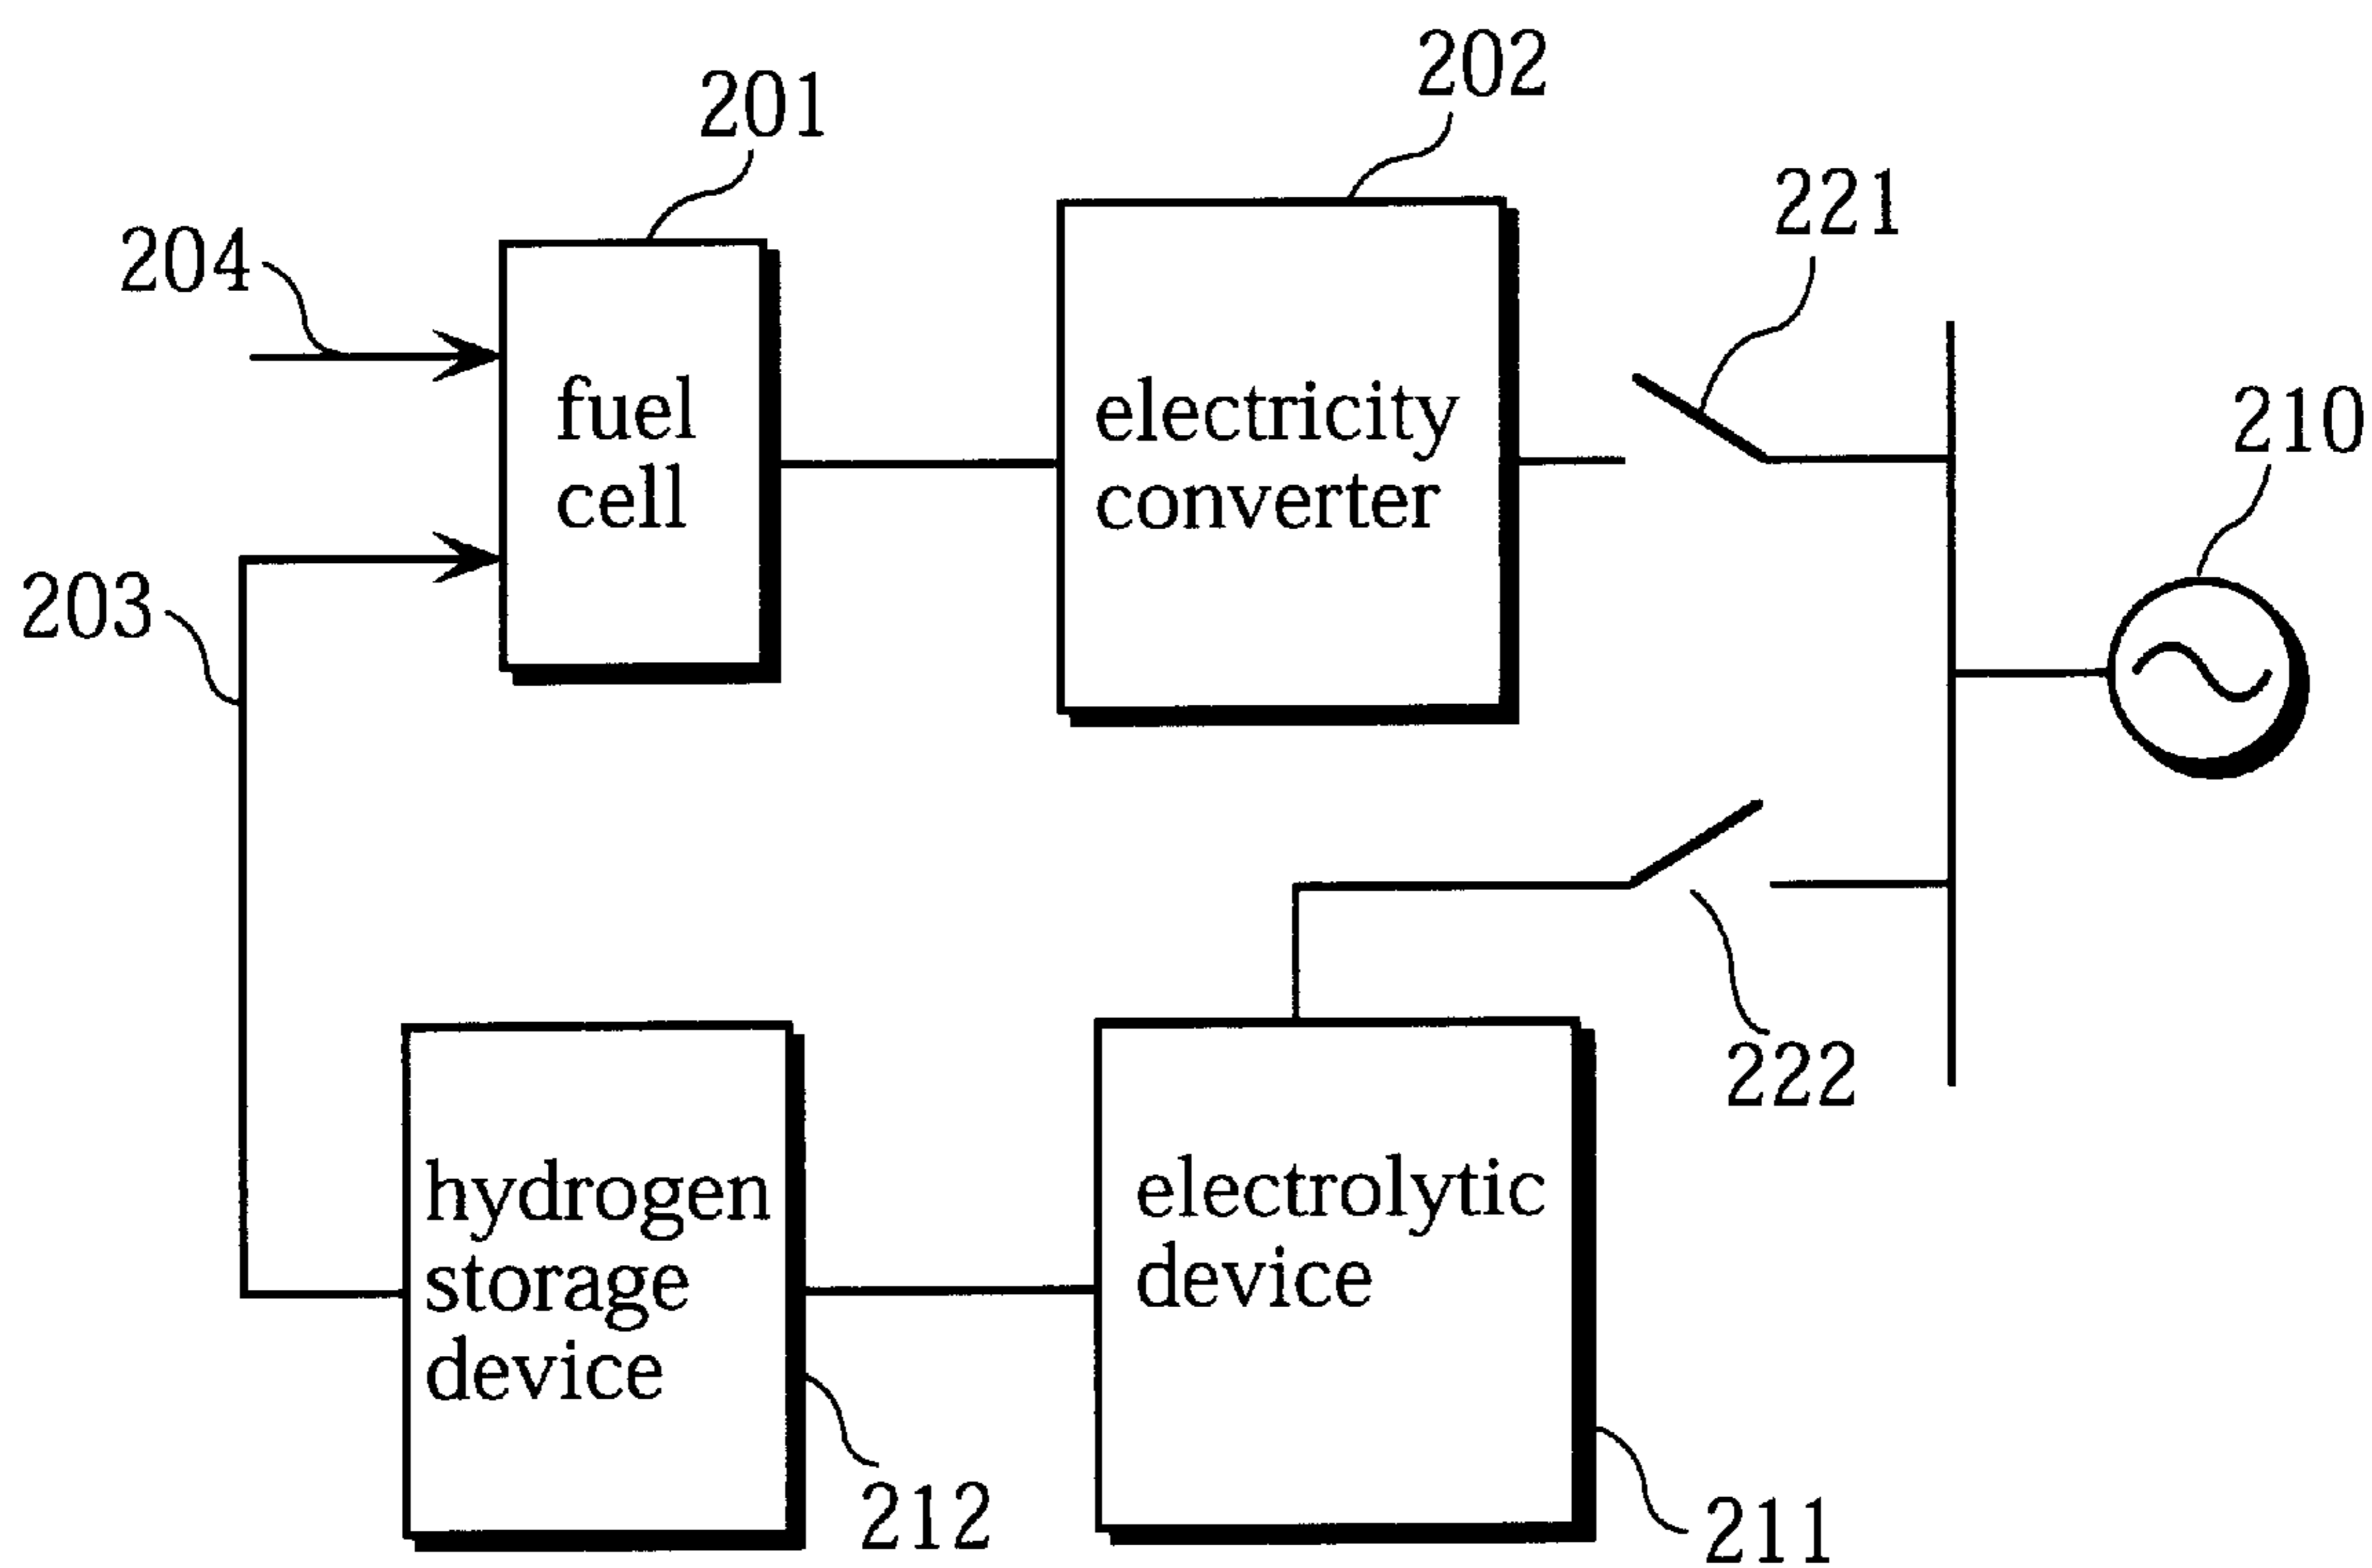 202
201
221
204
210
fuel
cell
electricity
converter
203
222
hydrogen
storage
device
electrolytic
device
212
211